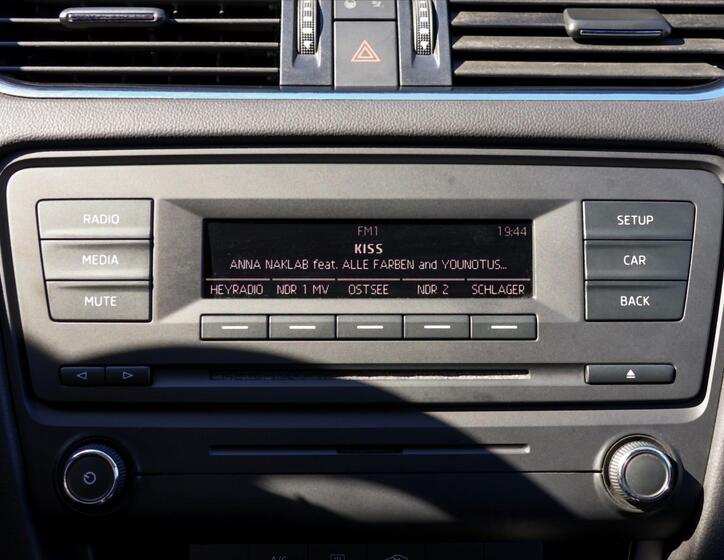 RADIO
MEDIA
MUTE
FM1 19:44
KISS
ANNA NAKLAB feat. ALLE FARBEN and YOUNOTUS...
HEYRADIO NDR 1 MV OSTSEE NDR 2 SCHLAGER
SETUP
CAR
BACK
A/C